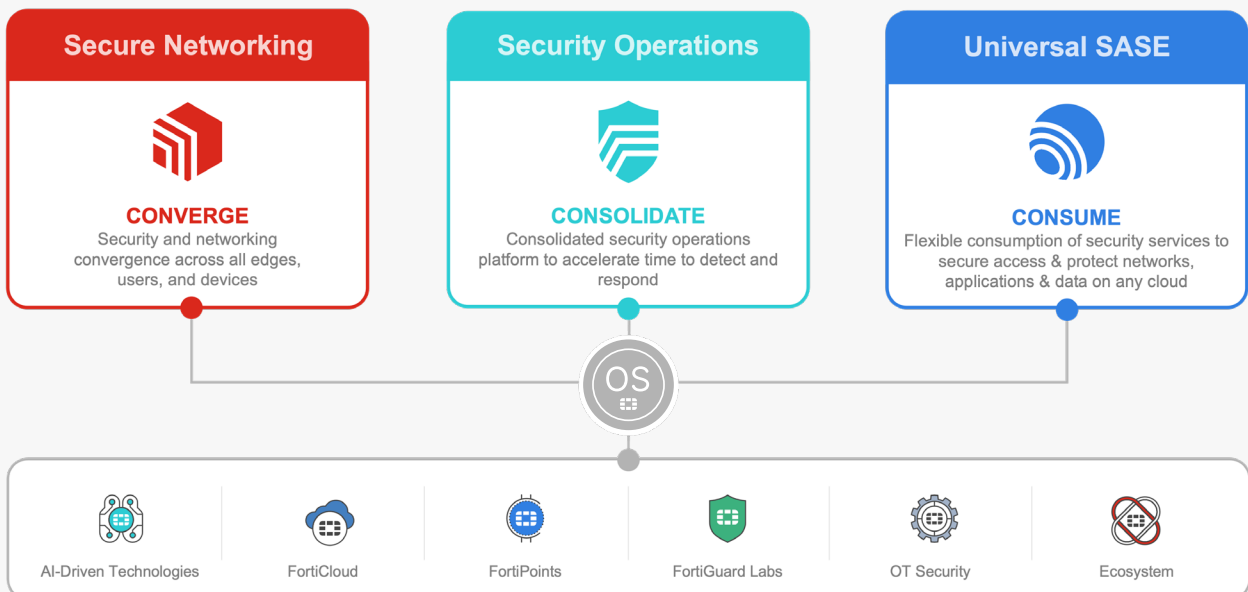 Secure Networking
CONVERGE
Security and networking
convergence across all edges,
users, and devices
Security Operations
CONSOLIDATE
Consolidated security operations
platform to accelerate time to detect and
respond
Universal SASE
CONSUME
Flexible consumption of security services to
secure access & protect networks,
applications & data on any cloud
OS
AI-Driven Technologies
FortiCloud
FortiPoints
FortiGuard Labs
OT Security
Ecosystem